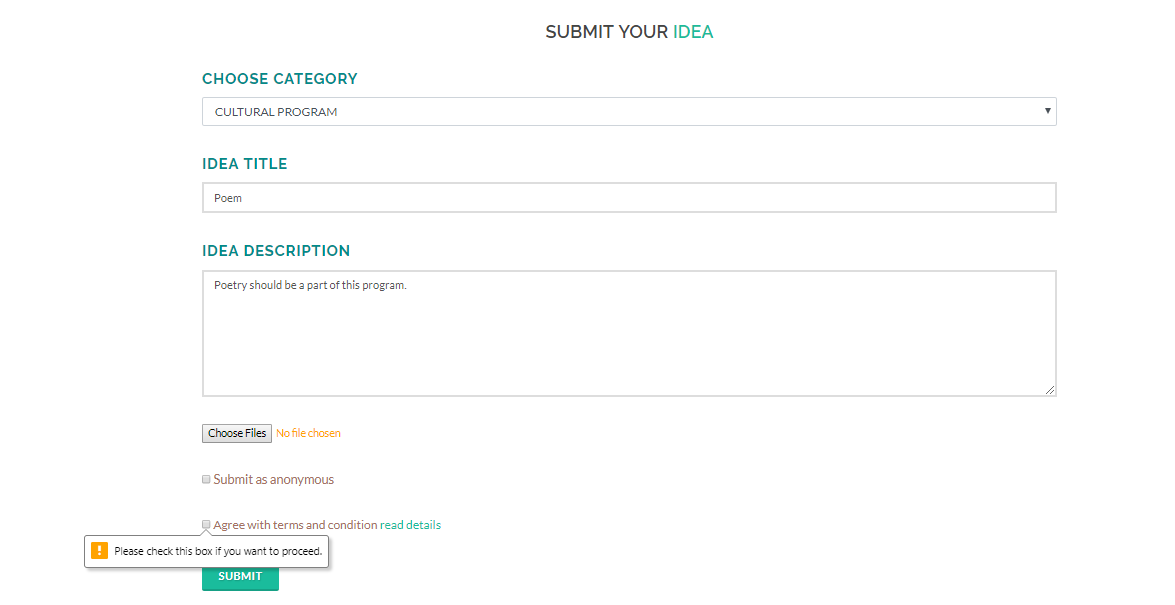 SUBMIT YOUR IDEA
CHOOSE CATEGORY
CULTURAL PROGRAM
IDEA TITLE
Poem
IDEA DESCRIPTION
Poetry should be a part of this program.
Choose Files No file chosen
Submit as anonymous
Agree with terms and condition read details
Please check this box if you want to proceed.
SUBMIT